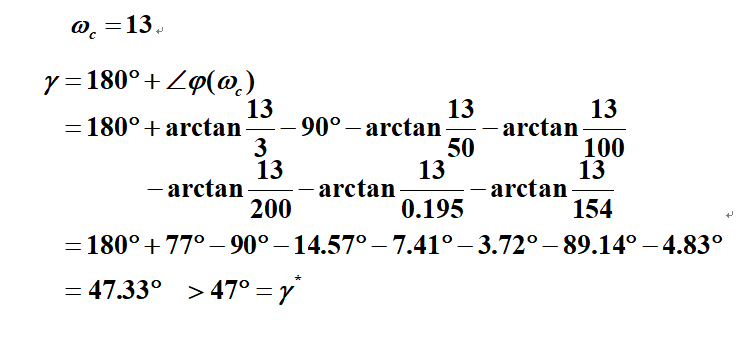 ω_c = 13
γ = 180° + ∠φ(ω_c)
= 180° + arctan 13/3 − 90° − arctan 13/50 − arctan 13/100
− arctan 13/200 − arctan 13/0.195 − arctan 13/154
= 180° + 77° − 90° − 14.57° − 7.41° − 3.72° − 89.14° − 4.83°
= 47.33° > 47° = γ*